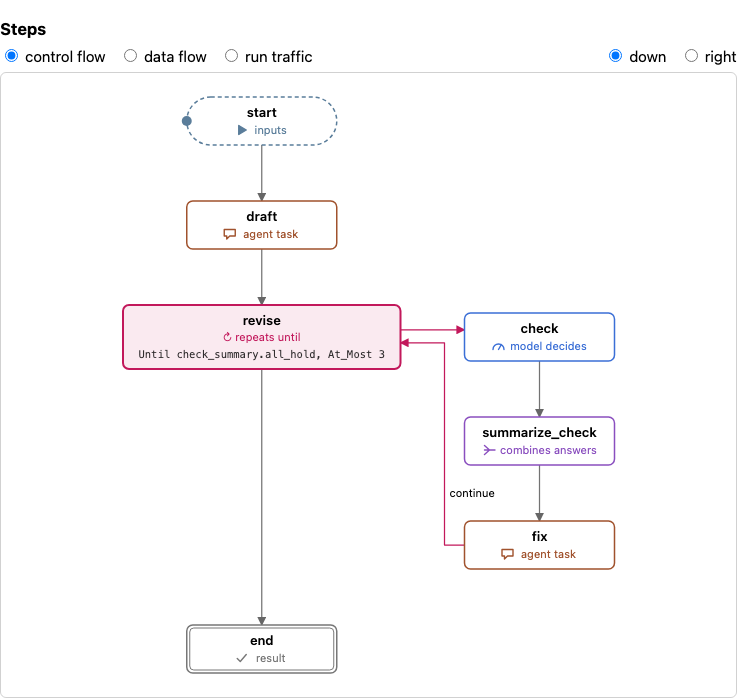 Steps
control flow data flow run traffic down right
start
inputs
draft
agent task
revise
repeats until
Until check_summary.all_hold, At_Most 3
check
model decides
summarize_check
combines answers
continue
fix
agent task
end
result